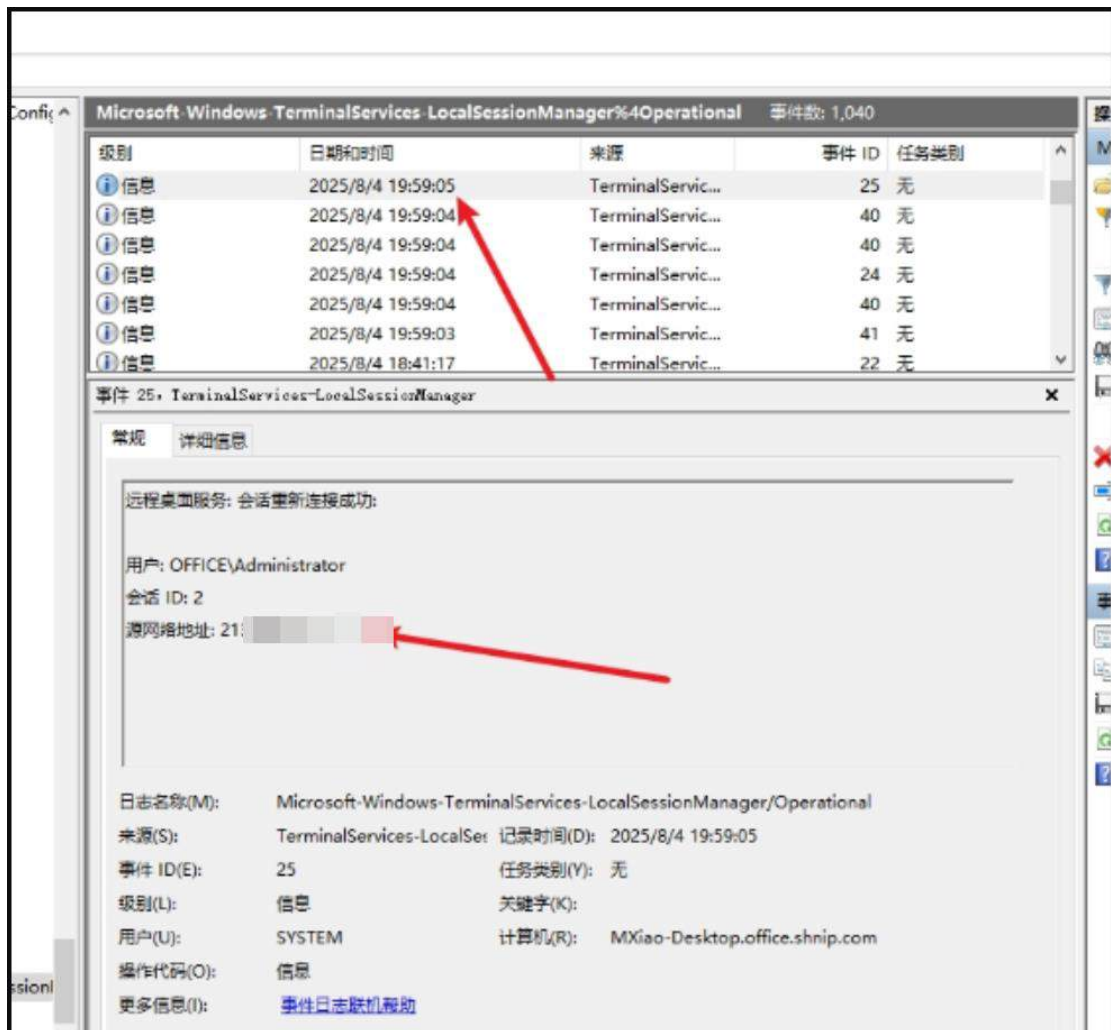 Microsoft-Windows-TerminalServices-LocalSessionManager%4Operational 事件数: 1,040
级别 日期和时间 来源 事件 ID 任务类别
信息 2025/8/4 19:59:05 TerminalServic... 25 无
信息 2025/8/4 19:59:04 TerminalServic... 40 无
信息 2025/8/4 19:59:04 TerminalServic... 40 无
信息 2025/8/4 19:59:04 TerminalServic... 24 无
信息 2025/8/4 19:59:04 TerminalServic... 40 无
信息 2025/8/4 19:59:03 TerminalServic... 41 无
信息 2025/8/4 18:41:17 TerminalServic... 22 无
事件 25，TerminalServices-LocalSessionManager
常规 详细信息
远程桌面服务: 会话重新连接成功:
用户: OFFICE\Administrator
会话 ID: 2
源网络地址: 21
日志名称(M): Microsoft-Windows-TerminalServices-LocalSessionManager/Operational
来源(S): TerminalServices-LocalSes 记录时间(D): 2025/8/4 19:59:05
事件 ID(E): 25 任务类别(Y): 无
级别(L): 信息 关键字(K):
用户(U): SYSTEM 计算机(R): MXiao-Desktop.office.shnip.com
操作代码(O): 信息
更多信息(I): 事件日志联机帮助